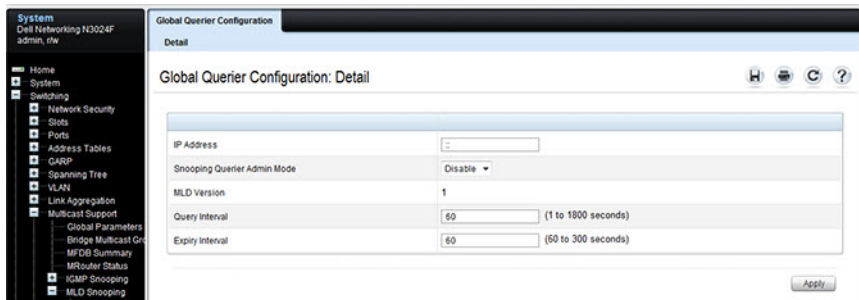 System
Dell Networking N3024F
admin, r/w
Home
System
Switching
Network Security
Slots
Ports
Address Tables
GARP
Spanning Tree
VLAN
Link Aggregation
Multicast Support
Global Parameters
Bridge Multicast Gro
MFDB Summary
MRouter Status
IGMP Snooping
MLD Snooping
Global Querier Configuration
Detail
Global Querier Configuration: Detail
IP Address ::
Snooping Querier Admin Mode Disable
MLD Version 1
Query Interval 60 (1 to 1800 seconds)
Expiry Interval 60 (60 to 300 seconds)
Apply